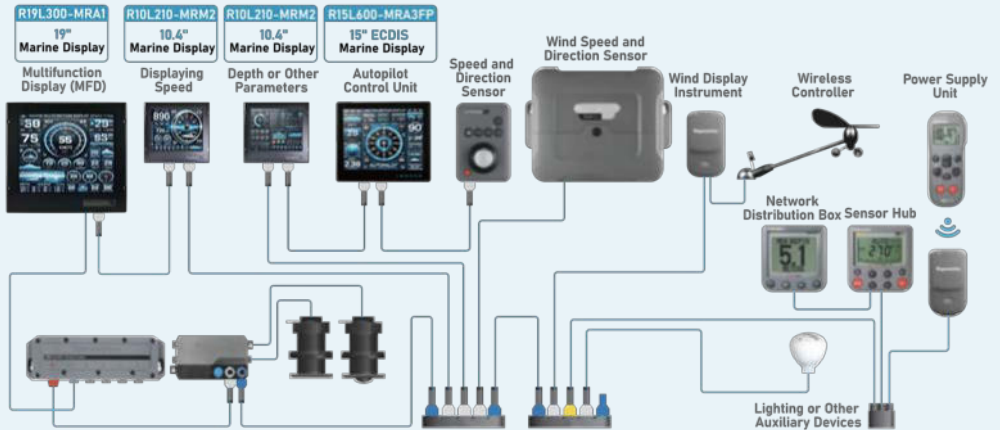 R19L300-MRA1
19"
Marine Display
Multifunction
Display (MFD)
R10L210-MRM2
10.4"
Marine Display
Displaying
Speed
R10L210-MRM2
10.4"
Marine Display
Depth or Other
Parameters
R15L600-MRA3FP
15" ECDIS
Marine Display
Autopilot
Control Unit
Speed and
Direction
Sensor
Wind Speed and
Direction Sensor
Wind Display
Instrument
Wireless
Controller
Power Supply
Unit
Network
Distribution Box
Sensor Hub
5.1
270
Lighting or Other
Auxiliary Devices